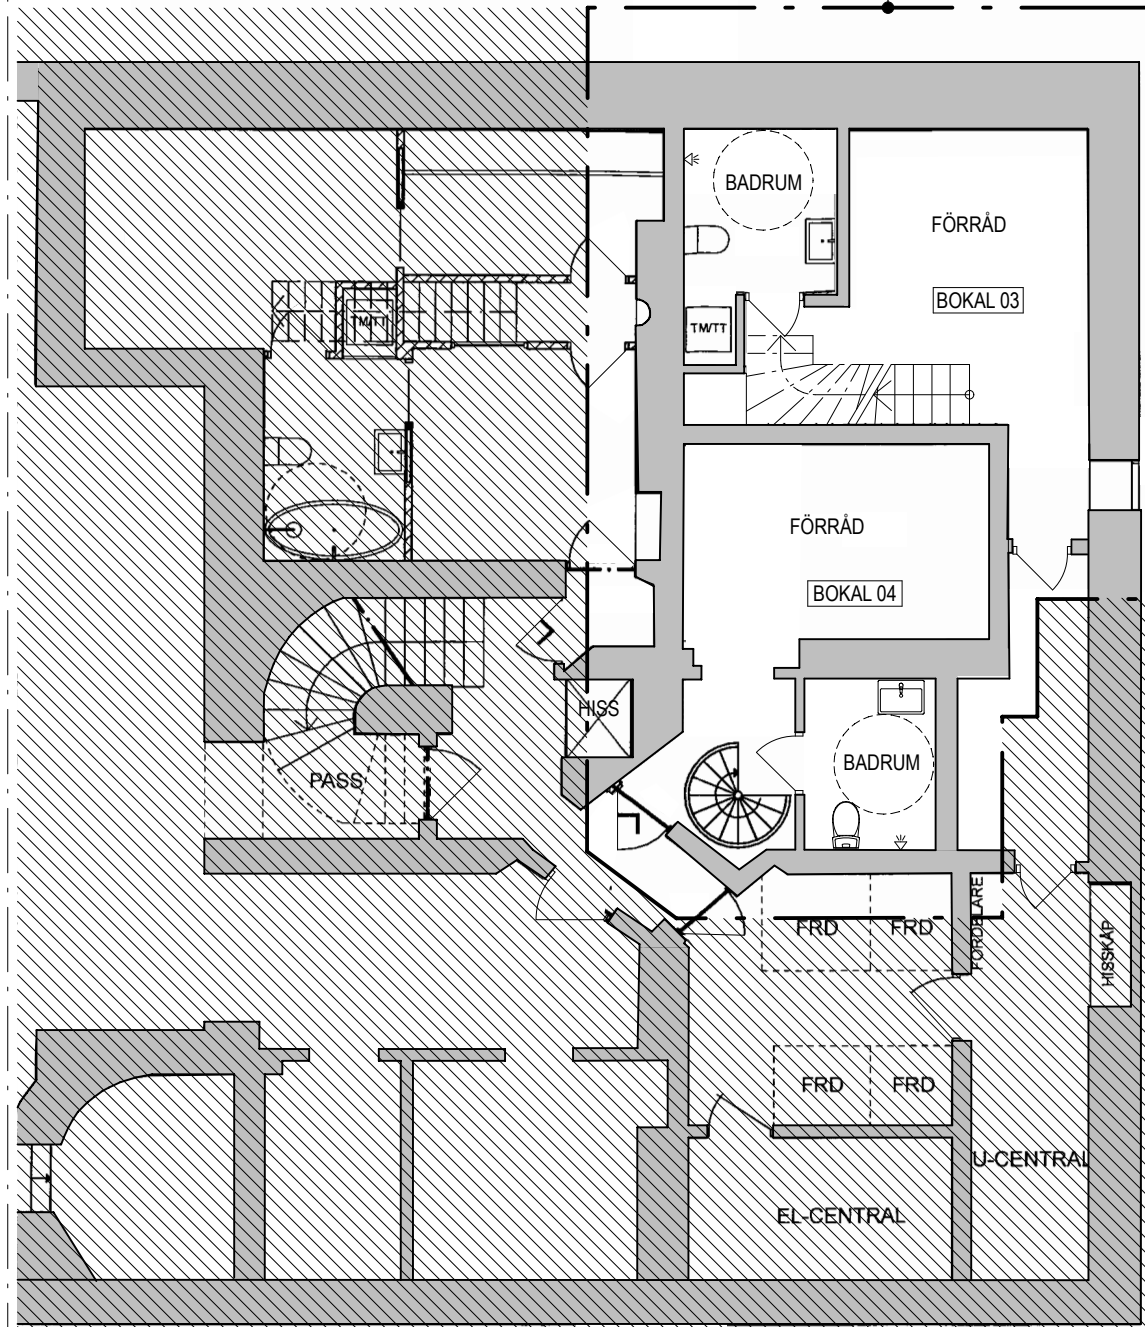 BADRUM
FÖRRÅD
BOKAL 03
TM/TT
TM/TT
FÖRRÅD
BOKAL 04
HISS
PASS
BADRUM
FRD
FRD
FÖRDELARE
HISSKÅP
FRD
FRD
U-CENTRAL
EL-CENTRAL